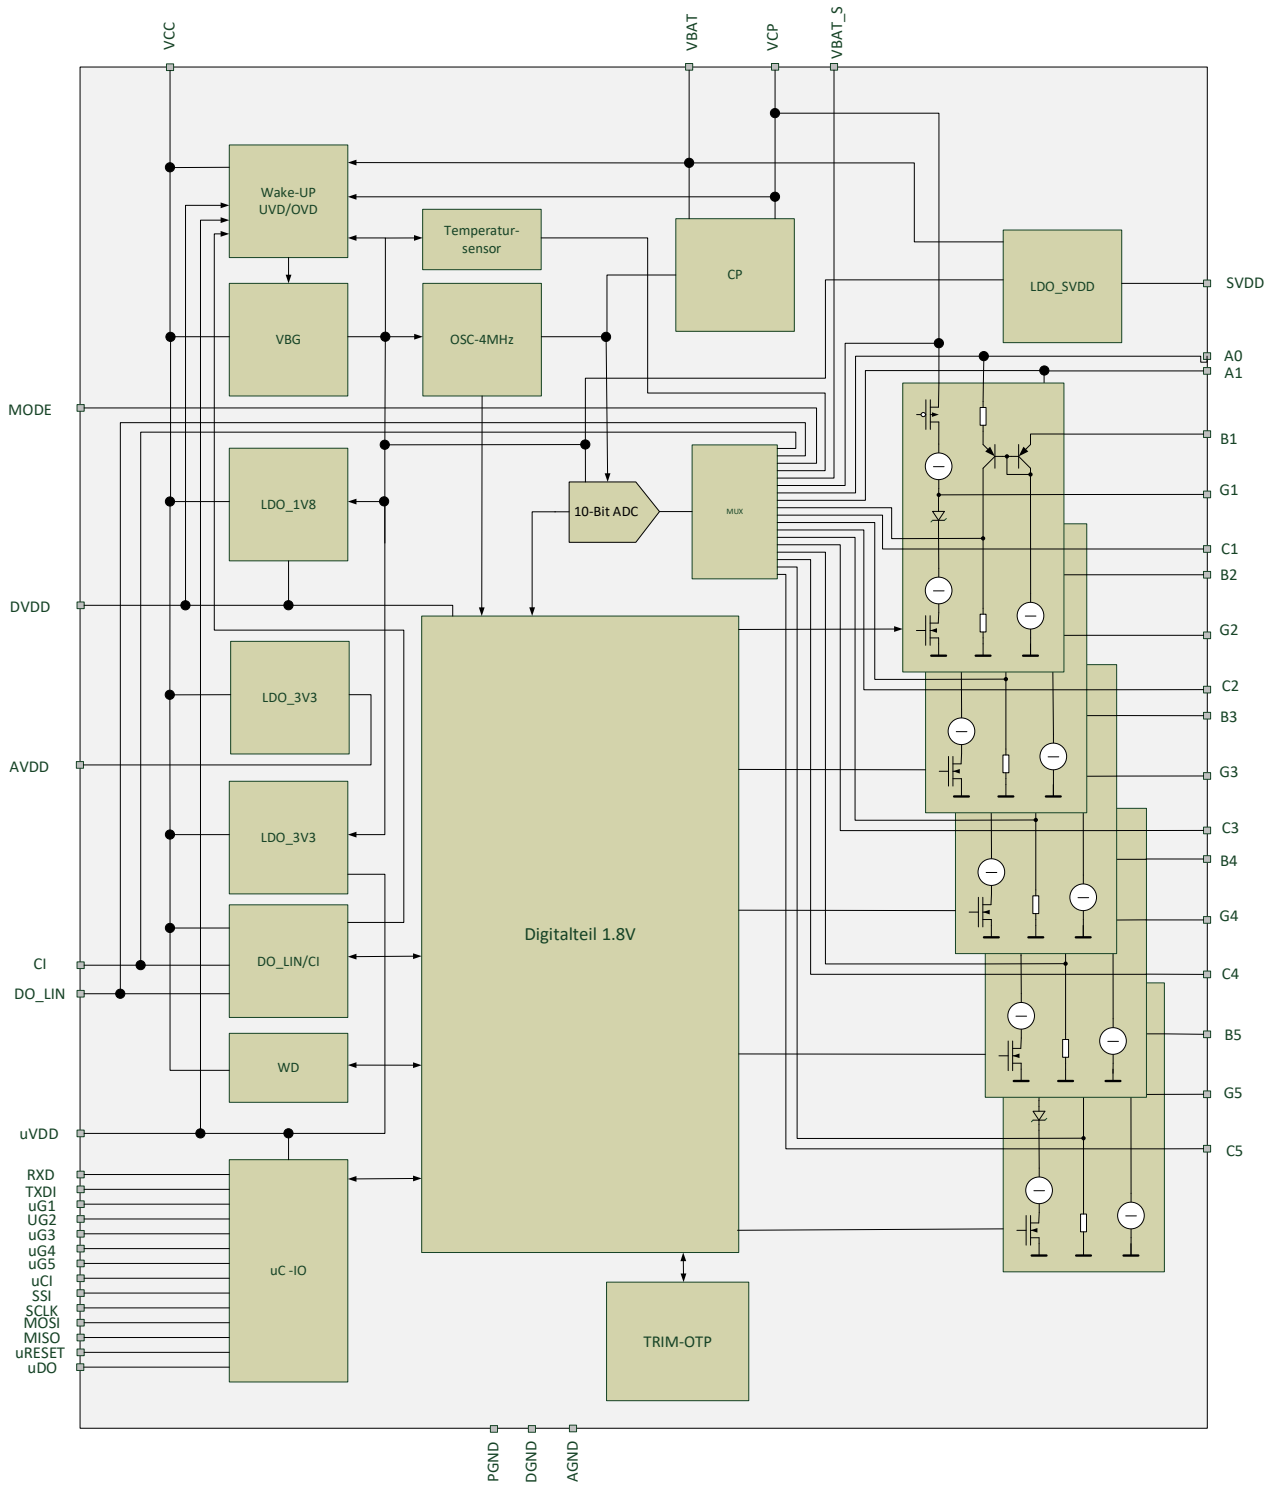 VCC
VBAT
VCP
VBAT_S
Wake-UP
UVD/OVD
Temperatur-
sensor
CP
LDO_SVDD
SVDD
VBG
OSC-4MHz
A0
A1
MODE
B1
LDO_1V8
10-Bit ADC
MUX
G1
C1
B2
DVDD
G2
LDO_3V3
C2
B3
AVDD
G3
LDO_3V3
C3
B4
G4
Digitalteil 1.8V
CI
DO_LIN/CI
C4
DO_LIN
B5
WD
G5
uVDD
C5
RXD
TXDI
uG1
UG2
uG3
uG4
uG5
uC -IO
uCI
SSI
SCLK
MOSI
MISO
uRESET
uDO
TRIM-OTP
PGND
DGND
AGND